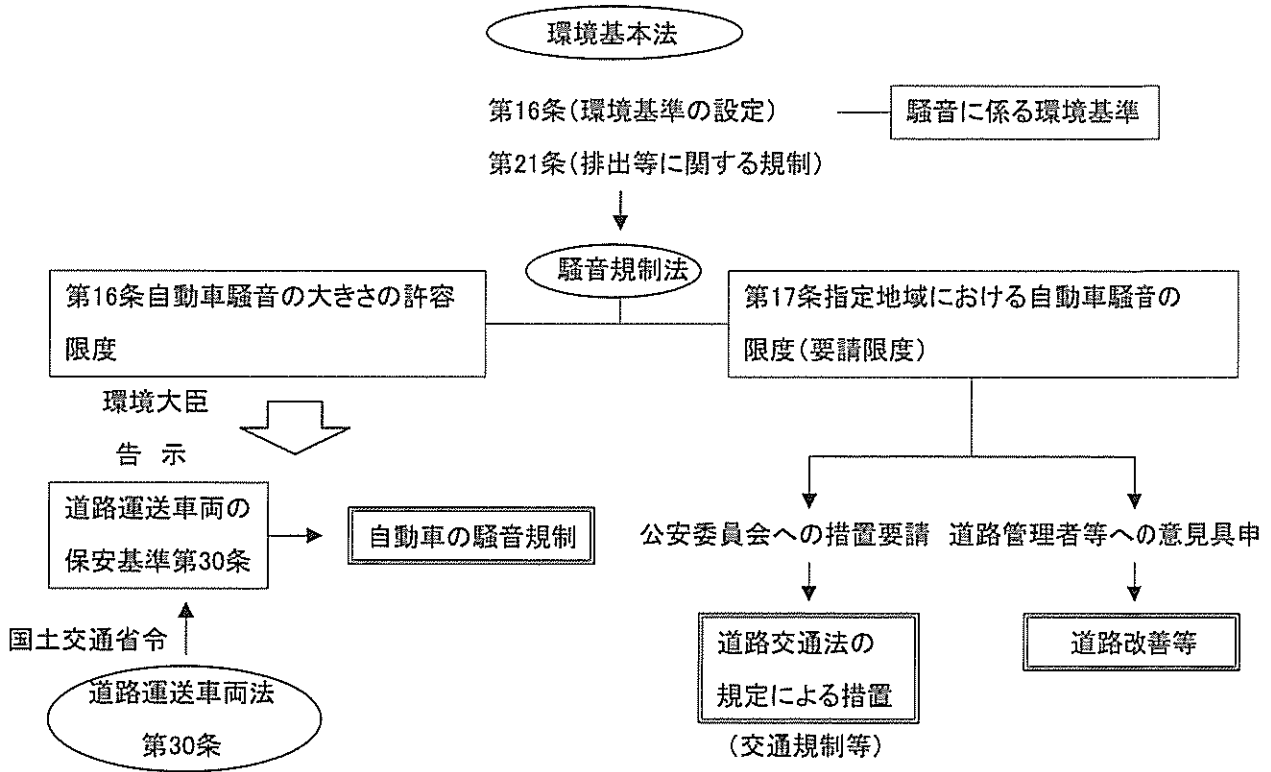 環境基本法
第16条(環境基準の設定)
騒音に係る環境基準
第21条(排出等に関する規制)
騒音規制法
第16条自動車騒音の大きさの許容
限度
第17条指定地域における自動車騒音の
限度(要請限度)
環境大臣
告 示
道路運送車両の
保安基準第30条
自動車の騒音規制
公安委員会への措置要請
道路管理者等への意見具申
国土交通省令
道路運送車両法
第30条
道路交通法の
規定による措置
(交通規制等)
道路改善等